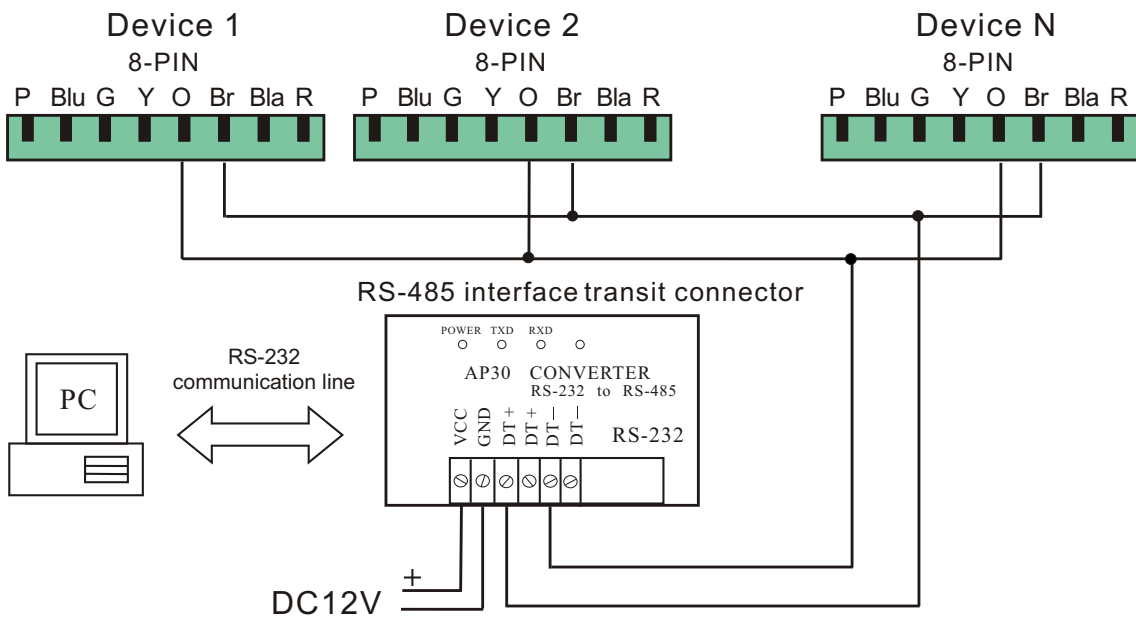 Device 1 Device 2 Device N
8-PIN 8-PIN 8-PIN
P Blu G Y O Br Bla R P Blu G Y O Br Bla R P Blu G Y O Br Bla R
RS-485 interface transit connector
POWER TXD RXD
RS-232
communication line
AP30 CONVERTER
RS-232 to RS-485
PC
VCC
GND
DT+
DT+
DT−
DT−
RS-232
+
DC12V